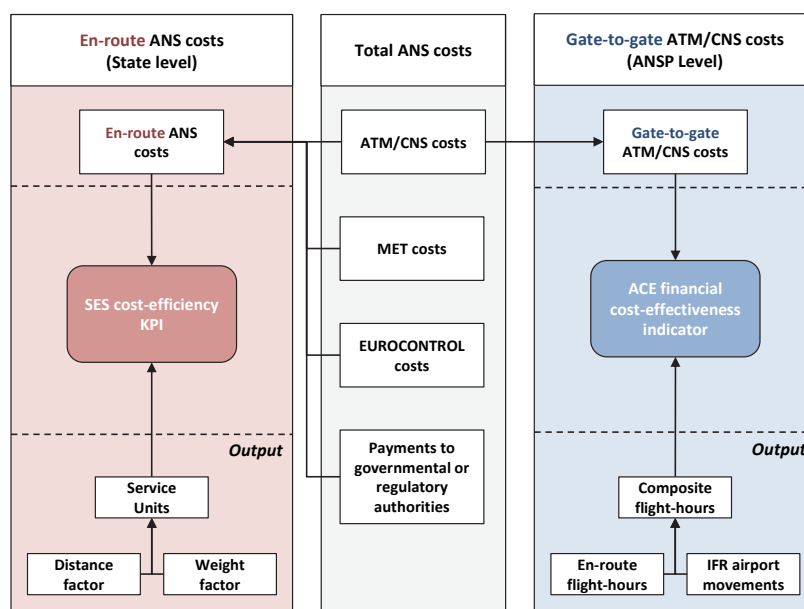 En-route ANS costs
(State level)
Total ANS costs
Gate-to-gate ATM/CNS costs
(ANSP Level)
En-route ANS
costs
ATM/CNS costs
Gate-to-gate
ATM/CNS costs
MET costs
SES cost-efficiency
KPI
ACE financial
cost-effectiveness
indicator
EUROCONTROL
costs
Output
Output
Payments to
governmental or
regulatory
authorities
Service
Units
Composite
flight-hours
Distance
factor
Weight
factor
En-route
flight-hours
IFR airport
movements